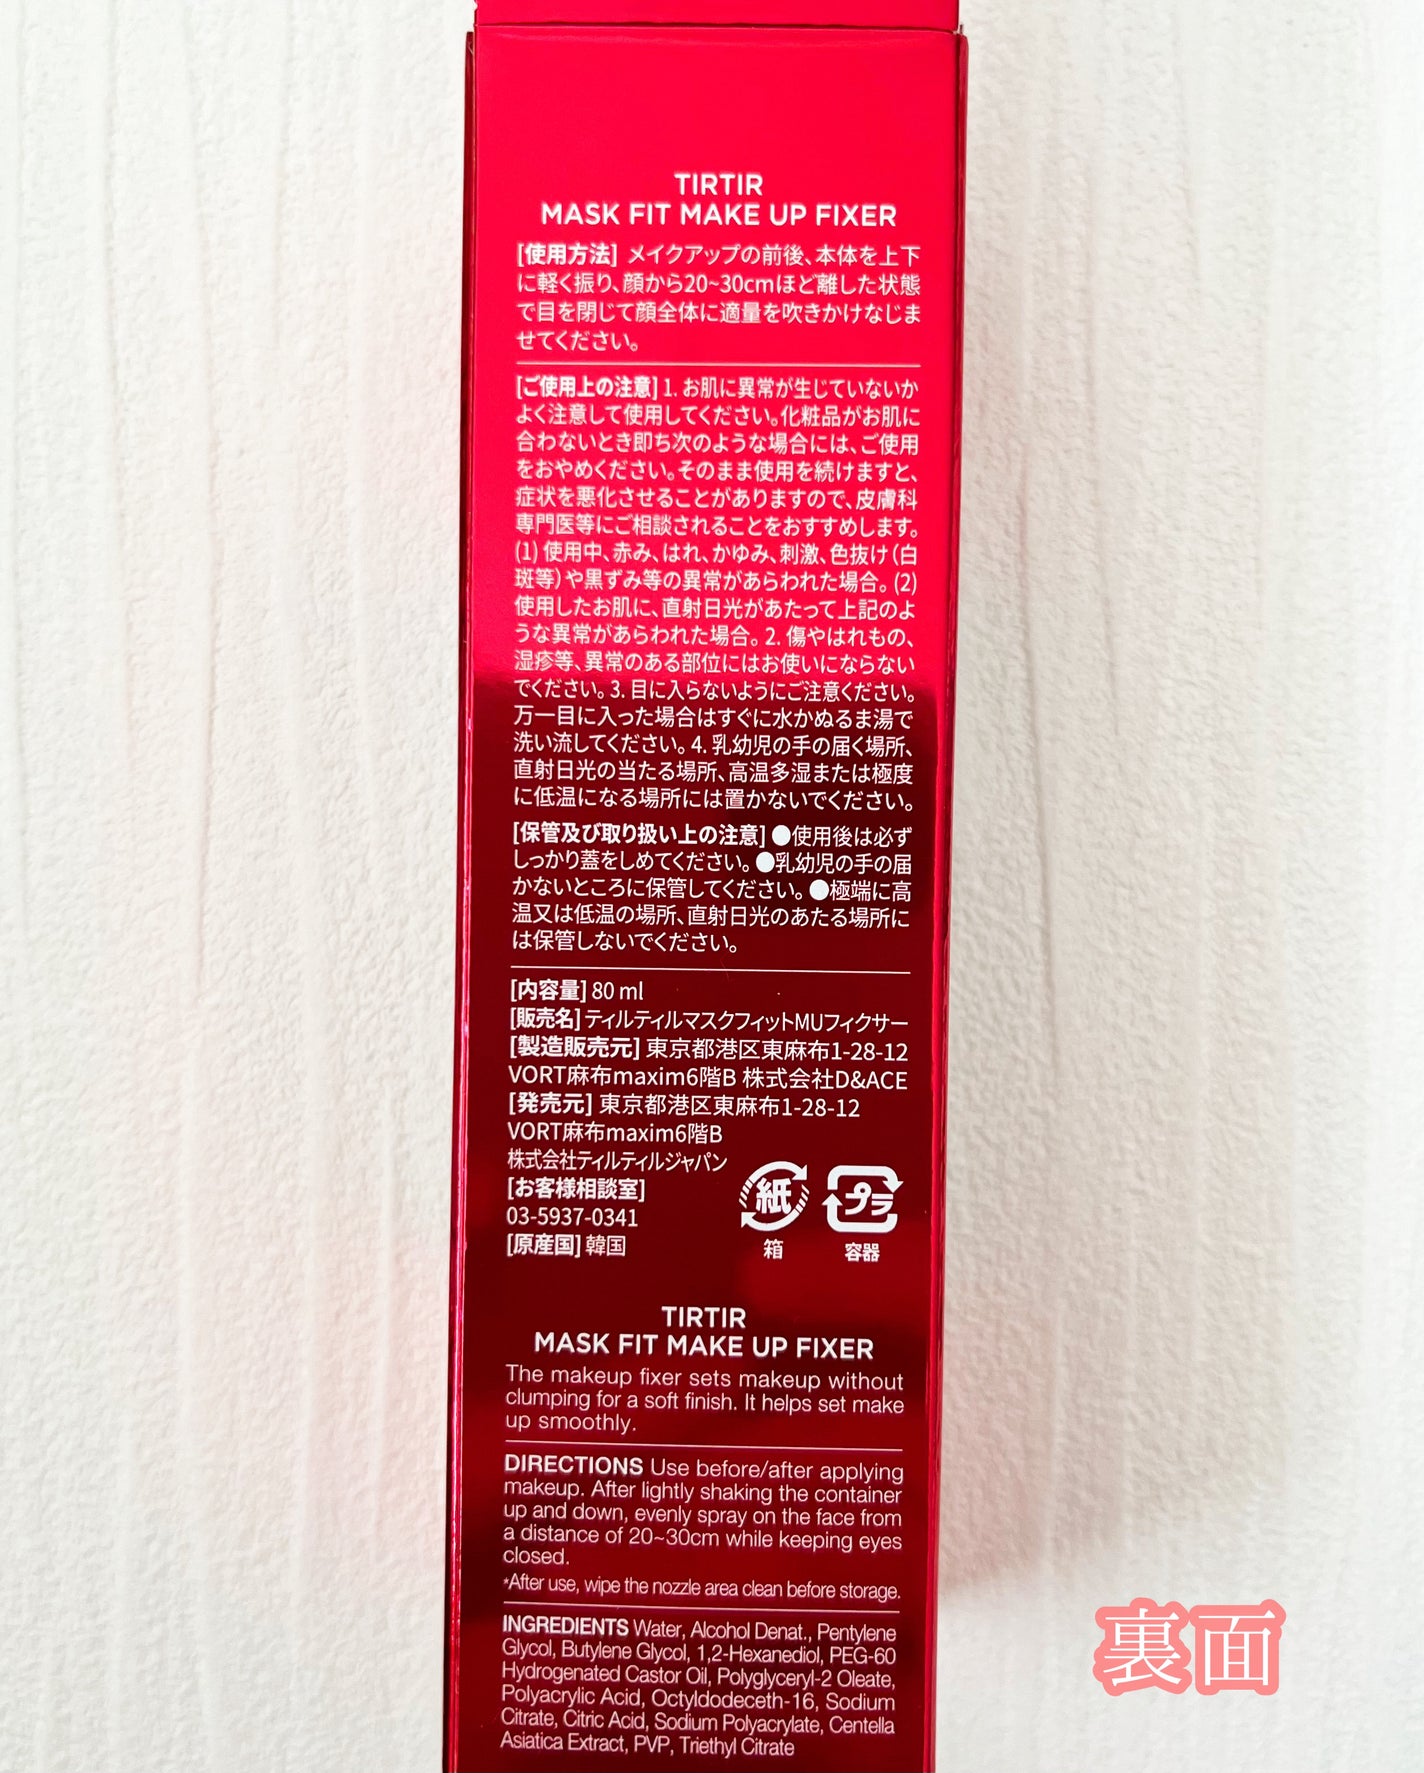 TIRTIR
MASK FIT MAKE UP FIXER
[使用方法] メイクアップの前後、本体を上下
に軽く振り、顔から20~30cmほど離した状態
で目を閉じて顔全体に適量を吹きかけなじま
せてください。
[ご使用上の注意] 1. お肌に異常が生じていないか
よく注意して使用してください。化粧品がお肌に
合わないとき即ち次のような場合には、ご使用
をおやめください。そのまま使用を続けますと、
症状を悪化させることがありますので、皮膚科
専門医等にご相談されることをおすすめします。
(1) 使用中、赤み、はれ、かゆみ、刺激、色抜け(白
斑等)や黒ずみ等の異常があらわれた場合。(2)
使用したお肌に、直射日光があたって上記のよ
うな異常があらわれた場合。2. 傷やはれもの、
湿疹等、異常のある部位にはお使いにならない
でください。3. 目に入らないようにご注意ください。
万一目に入った場合はすぐに水かぬるま湯で
洗い流してください。4. 乳幼児の手の届く場所、
直射日光の当たる場所、高温多湿または極度
に低温になる場所には置かないでください。
[保管及び取り扱い上の注意] ●使用後は必ず
しっかり蓋をしめてください。●乳幼児の手の届
かないところに保管してください。●極端に高
温又は低温の場所、直射日光のあたる場所に
は保管しないでください。
[内容量] 80 ml
[販売名] ティルティルマスクフィットMUフィクサー
[製造販売元] 東京都港区東麻布1-28-12
VORT麻布maxim6階B 株式会社D&ACE
[発売元] 東京都港区東麻布1-28-12
VORT麻布maxim6階B
株式会社ティルティルジャパン
[お客様相談室]
03-5937-0341
[原産国] 韓国
紙 プラ
箱 容器
TIRTIR
MASK FIT MAKE UP FIXER
The makeup fixer sets makeup without
clumping for a soft finish. It helps set make
up smoothly.
DIRECTIONS Use before/after applying
makeup. After lightly shaking the container
up and down, evenly spray on the face from
a distance of 20~30cm while keeping eyes
closed.
*After use, wipe the nozzle area clean before storage.
INGREDIENTS Water, Alcohol Denat., Pentylene
Glycol, Butylene Glycol, 1,2-Hexanediol, PEG-60
Hydrogenated Castor Oil, Polyglyceryl-2 Oleate,
Polyacrylic Acid, Octyldodeceth-16, Sodium
Citrate, Citric Acid, Sodium Polyacrylate, Centella
Asiatica Extract, PVP, Triethyl Citrate
裏面